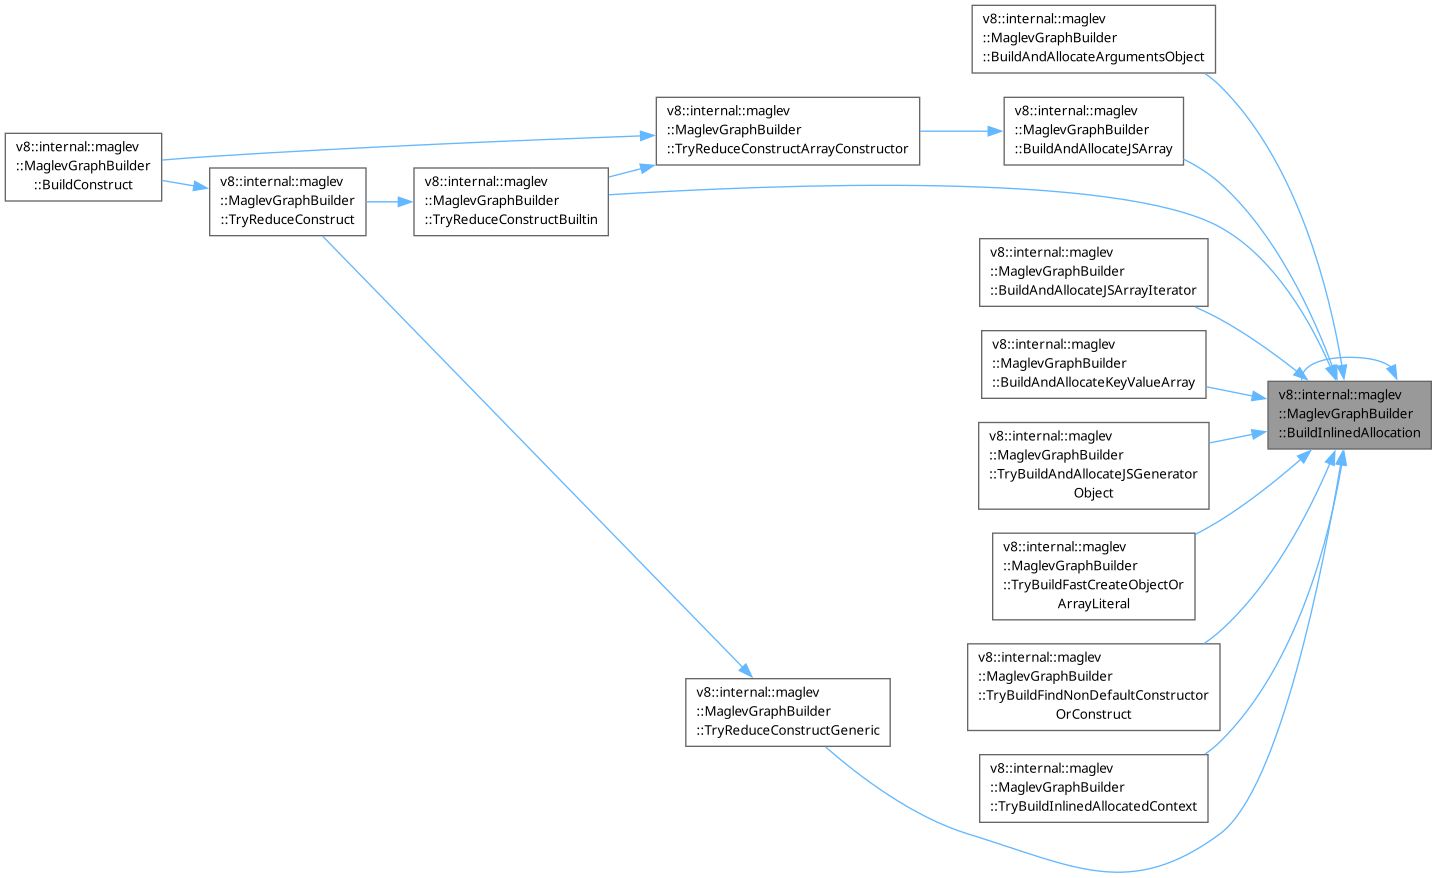 v8::internal::maglev
::MaglevGraphBuilder
::BuildAndAllocateArgumentsObject
v8::internal::maglev
::MaglevGraphBuilder
::TryReduceConstructArrayConstructor
v8::internal::maglev
::MaglevGraphBuilder
::BuildAndAllocateJSArray
v8::internal::maglev
::MaglevGraphBuilder
::BuildConstruct
v8::internal::maglev
::MaglevGraphBuilder
::TryReduceConstruct
v8::internal::maglev
::MaglevGraphBuilder
::TryReduceConstructBuiltin
v8::internal::maglev
::MaglevGraphBuilder
::BuildAndAllocateJSArrayIterator
v8::internal::maglev
::MaglevGraphBuilder
::BuildAndAllocateKeyValueArray
v8::internal::maglev
::MaglevGraphBuilder
::BuildInlinedAllocation
v8::internal::maglev
::MaglevGraphBuilder
::TryBuildAndAllocateJSGenerator
Object
v8::internal::maglev
::MaglevGraphBuilder
::TryBuildFastCreateObjectOr
ArrayLiteral
v8::internal::maglev
::MaglevGraphBuilder
::TryBuildFindNonDefaultConstructor
OrConstruct
v8::internal::maglev
::MaglevGraphBuilder
::TryReduceConstructGeneric
v8::internal::maglev
::MaglevGraphBuilder
::TryBuildInlinedAllocatedContext